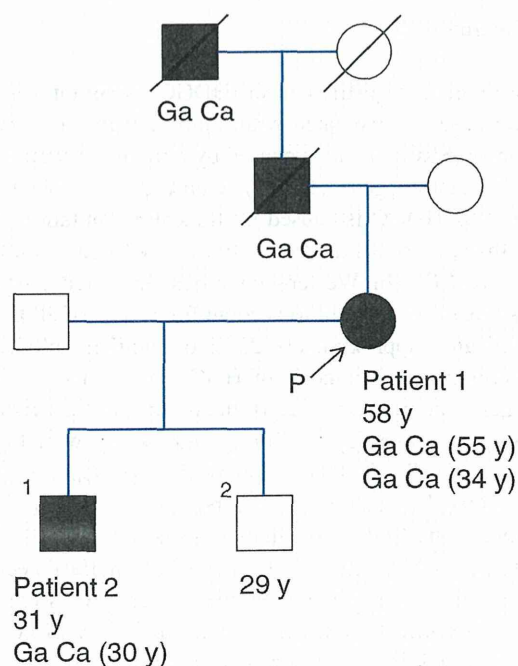 Ga Ca
Ga Ca
P
Patient 1
58 y
Ga Ca (55 y)
Ga Ca (34 y)
1
2
Patient 2
31 y
Ga Ca (30 y)
29 y